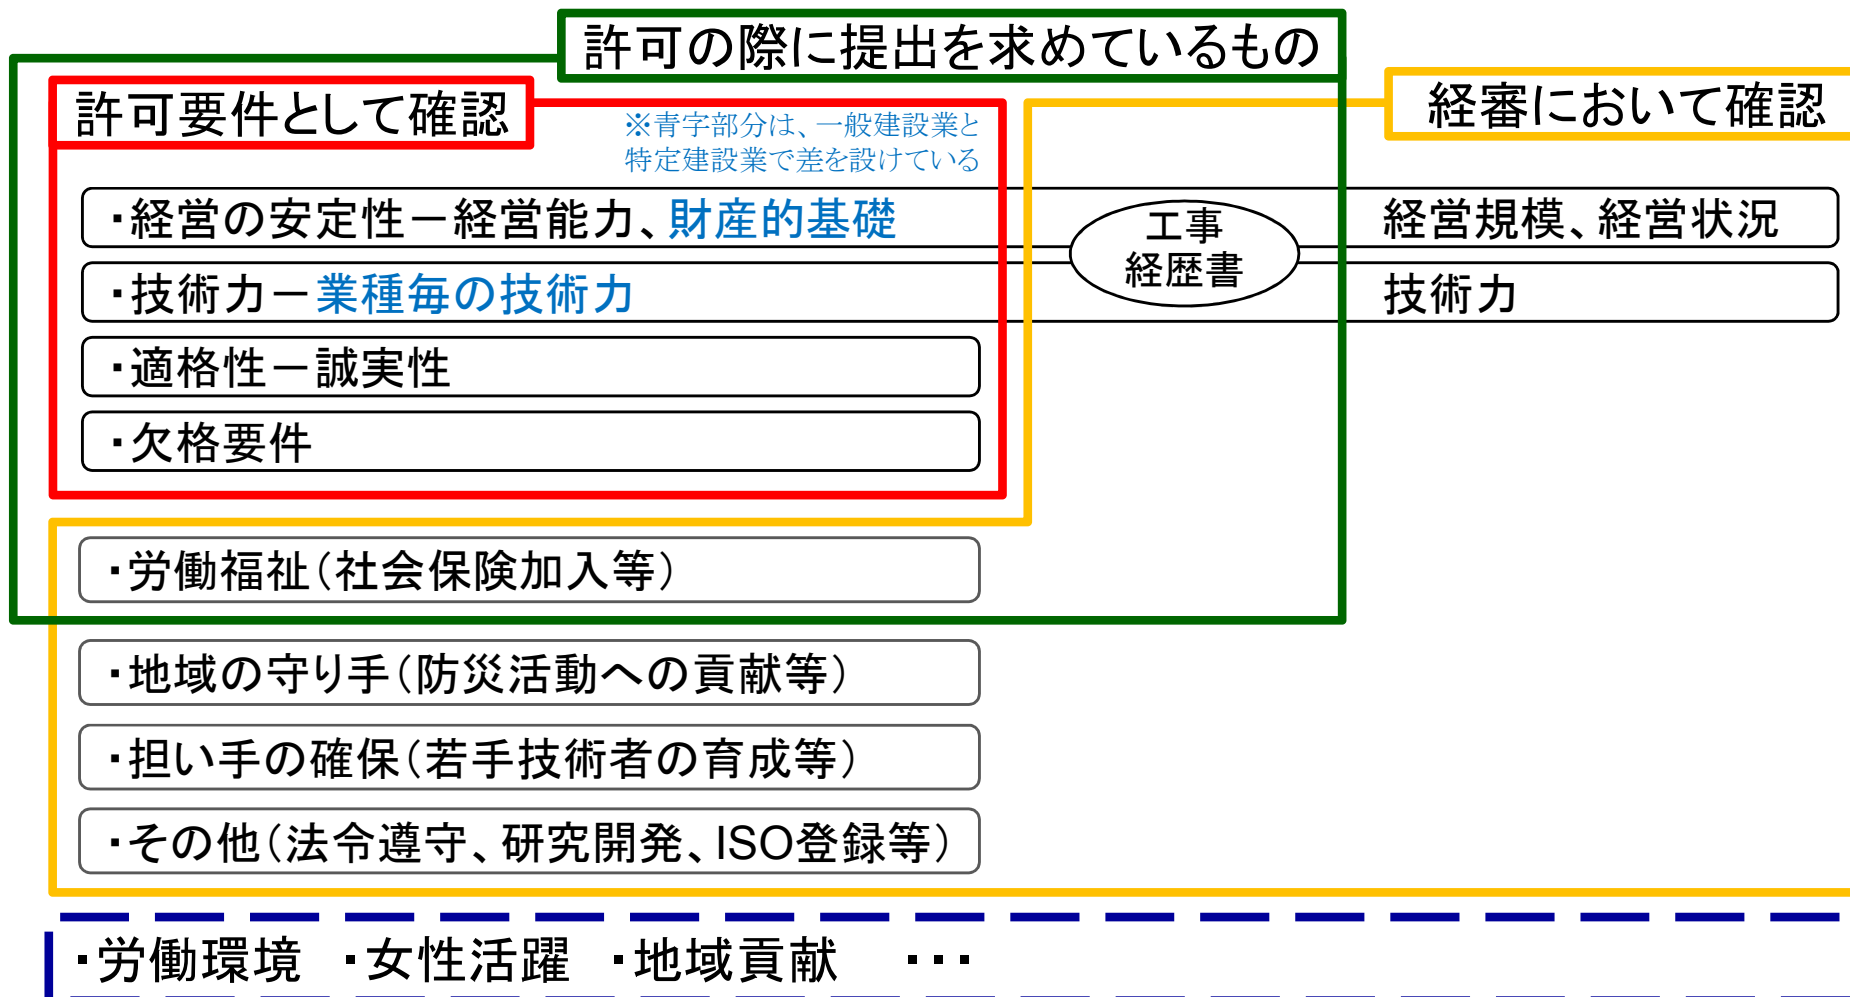 許可の際に提出を求めているもの
許可要件として確認
経審において確認
※青字部分は、一般建設業と
特定建設業で差を設けている
・経営の安定性－経営能力、財産的基礎
経営規模、経営状況
工事
経歴書
・技術力－業種毎の技術力
技術力
・適格性－誠実性
・欠格要件
・労働福祉（社会保険加入等）
・地域の守り手（防災活動への貢献等）
・担い手の確保（若手技術者の育成等）
・その他（法令遵守、研究開発、ISO登録等）
・労働環境　・女性活躍　・地域貢献　・・・